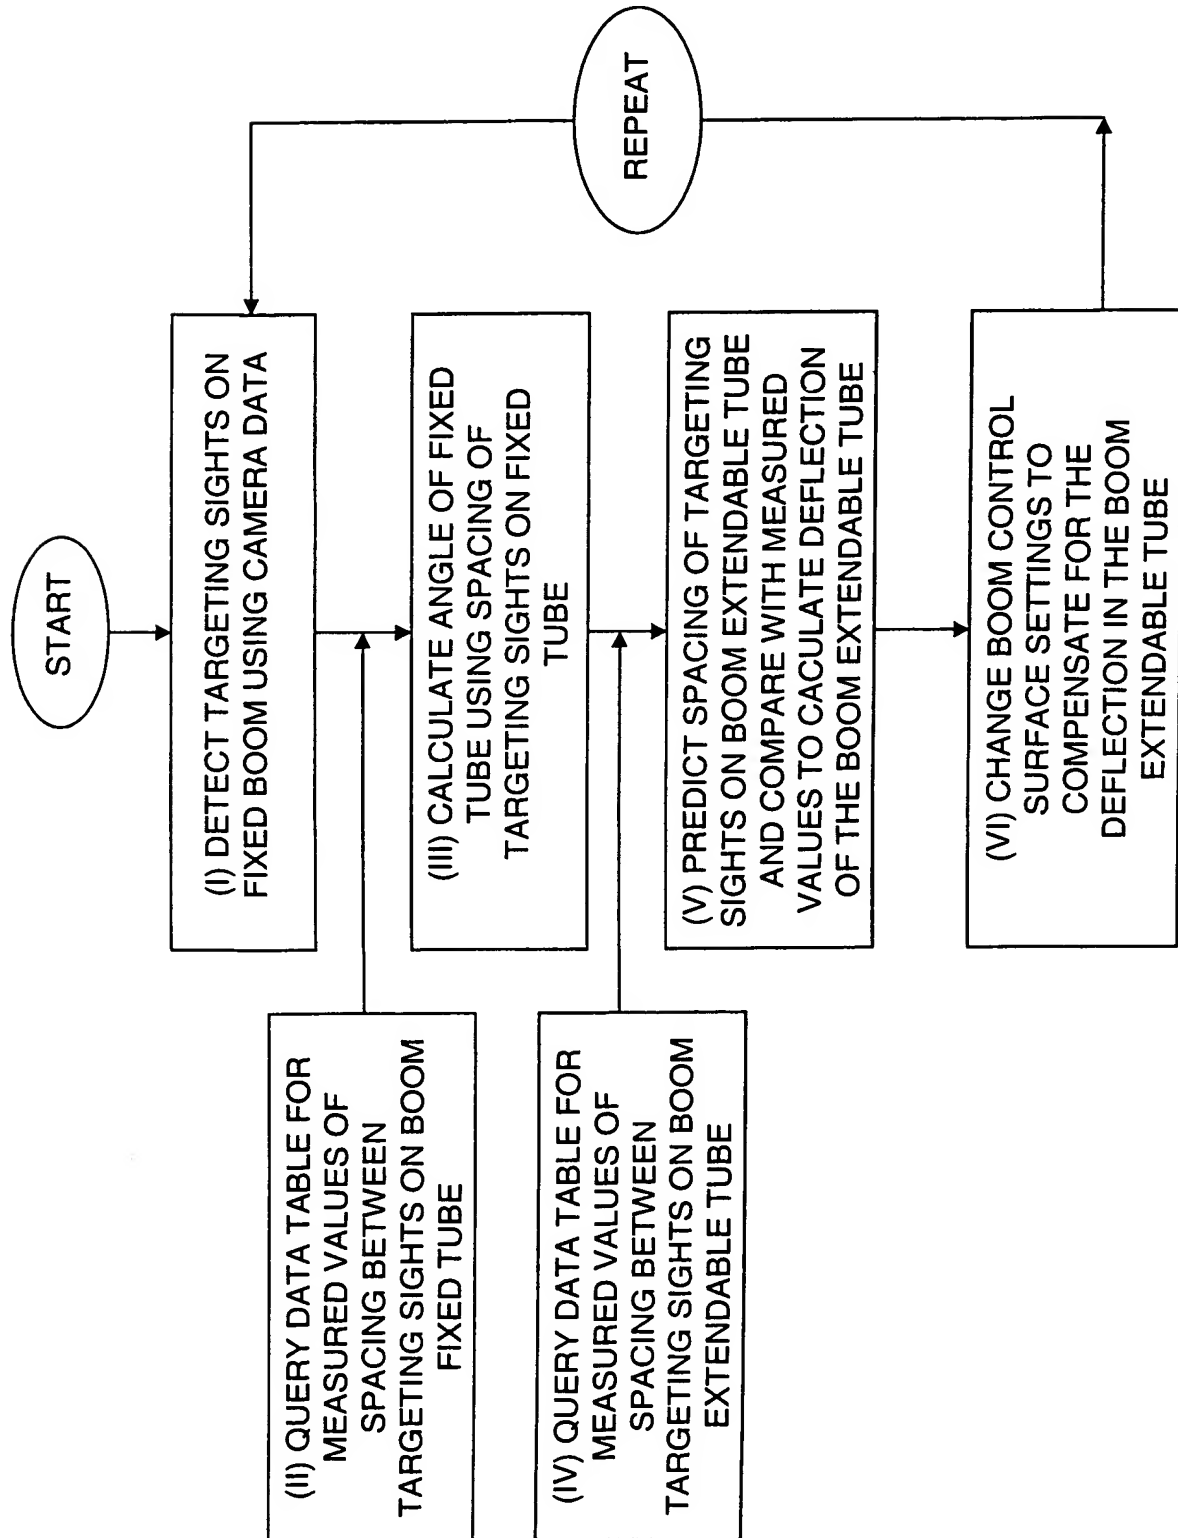 START
(I) DETECT TARGETING SIGHTS ON
FIXED BOOM USING CAMERA DATA
(II) QUERY DATA TABLE FOR
MEASURED VALUES OF
SPACING BETWEEN
TARGETING SIGHTS ON BOOM
FIXED TUBE
(III) CALCULATE ANGLE OF FIXED
TUBE USING SPACING OF
TARGETING SIGHTS ON FIXED
TUBE
(IV) QUERY DATA TABLE FOR
MEASURED VALUES OF
SPACING BETWEEN
TARGETING SIGHTS ON BOOM
EXTENDABLE TUBE
(V) PREDICT SPACING OF TARGETING
SIGHTS ON BOOM EXTENDABLE TUBE
AND COMPARE WITH MEASURED
VALUES TO CACULATE DEFLECTION
OF THE BOOM EXTENDABLE TUBE
(VI) CHANGE BOOM CONTROL
SURFACE SETTINGS TO
COMPENSATE FOR THE
DEFLECTION IN THE BOOM
EXTENDABLE TUBE
REPEAT